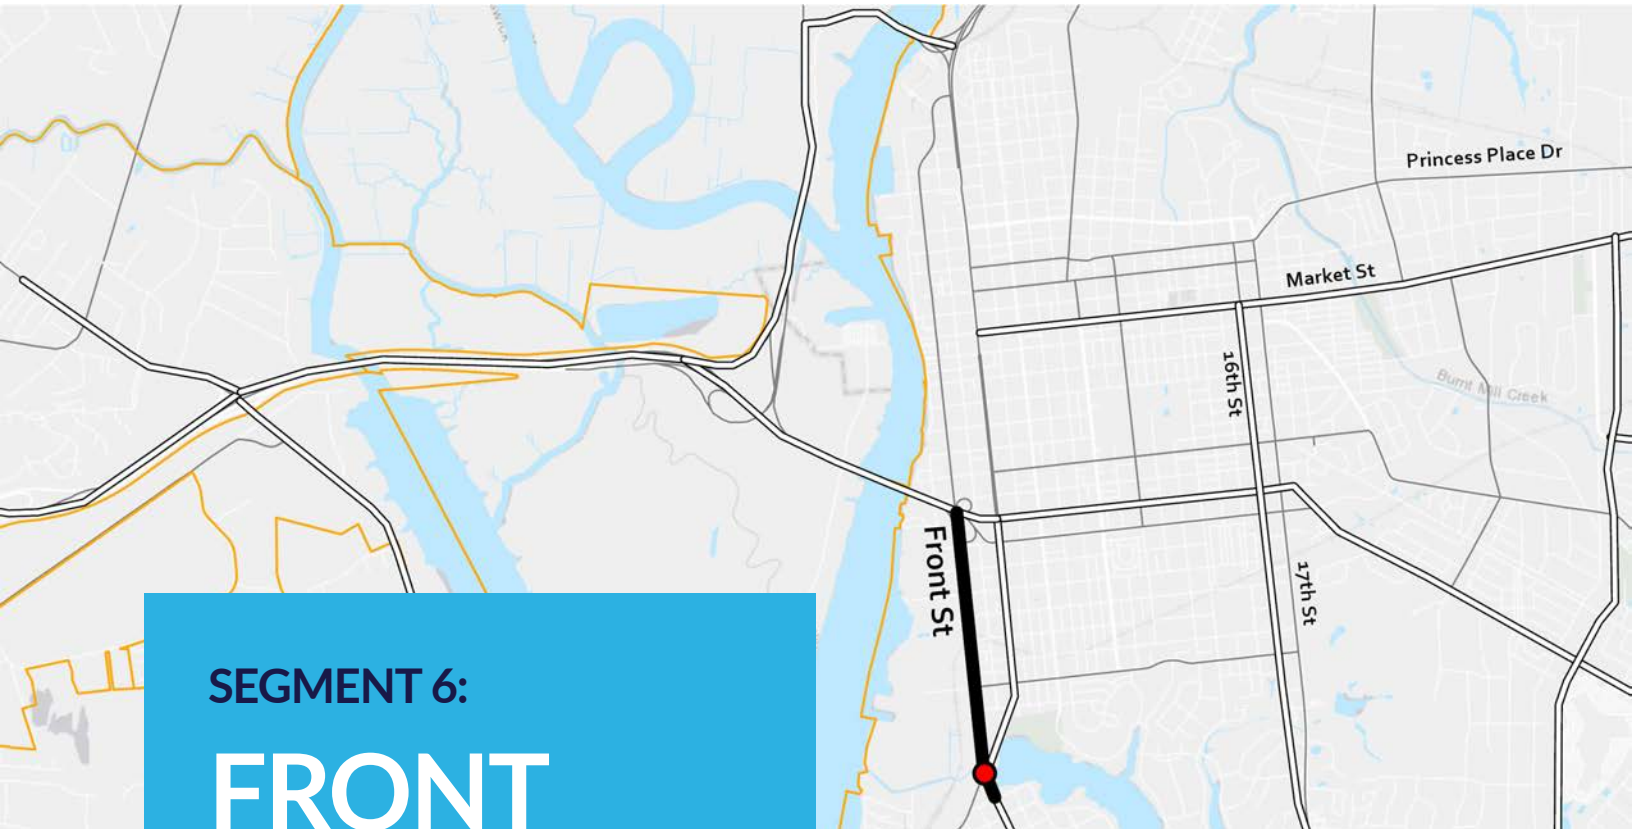 Princess Place Dr
Market St
16th St
Burnt Mill Creek
Front St
17th St
SEGMENT 6:
FRONT